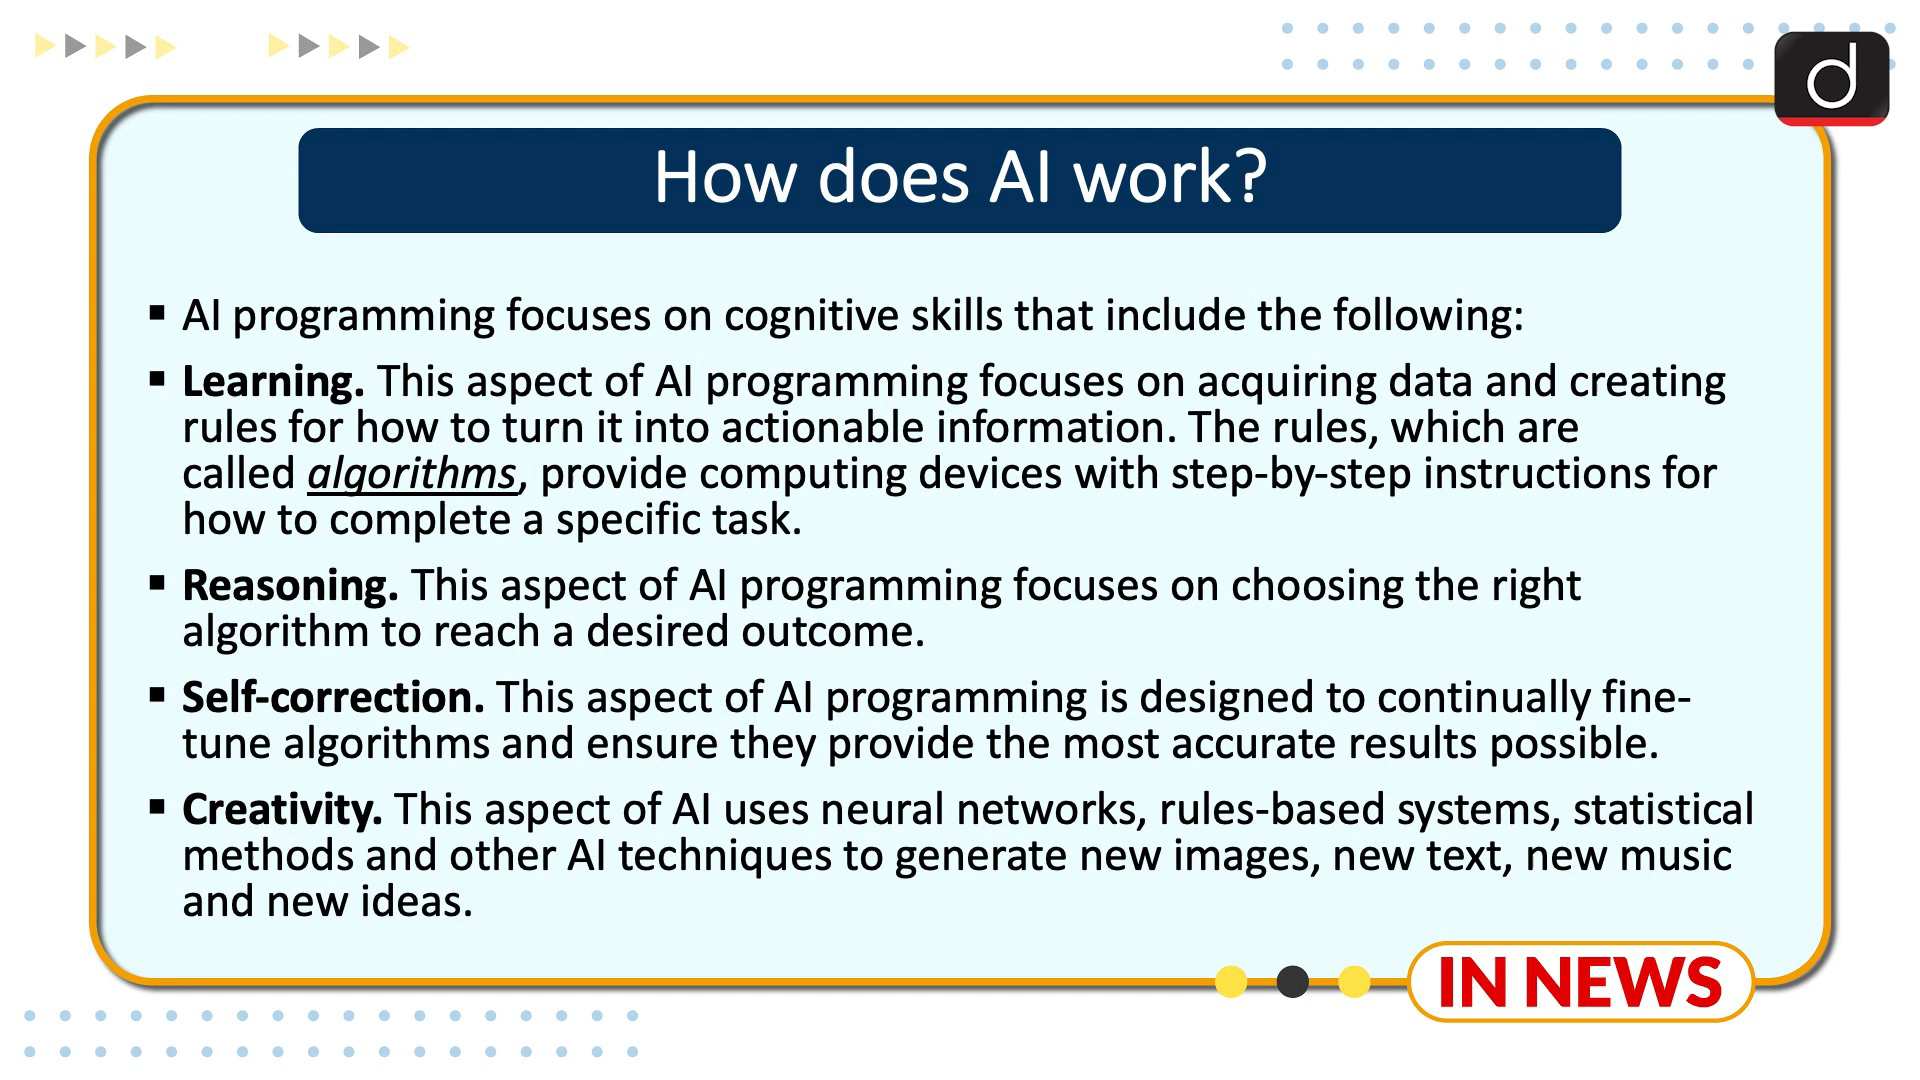 d
How does AI work?
▪ AI programming focuses on cognitive skills that include the following:
▪ Learning. This aspect of AI programming focuses on acquiring data and creating
rules for how to turn it into actionable information. The rules, which are
called algorithms, provide computing devices with step-by-step instructions for
how to complete a specific task.
▪ Reasoning. This aspect of AI programming focuses on choosing the right
algorithm to reach a desired outcome.
▪ Self-correction. This aspect of AI programming is designed to continually fine-
tune algorithms and ensure they provide the most accurate results possible.
▪ Creativity. This aspect of AI uses neural networks, rules-based systems, statistical
methods and other AI techniques to generate new images, new text, new music
and new ideas.
IN NEWS